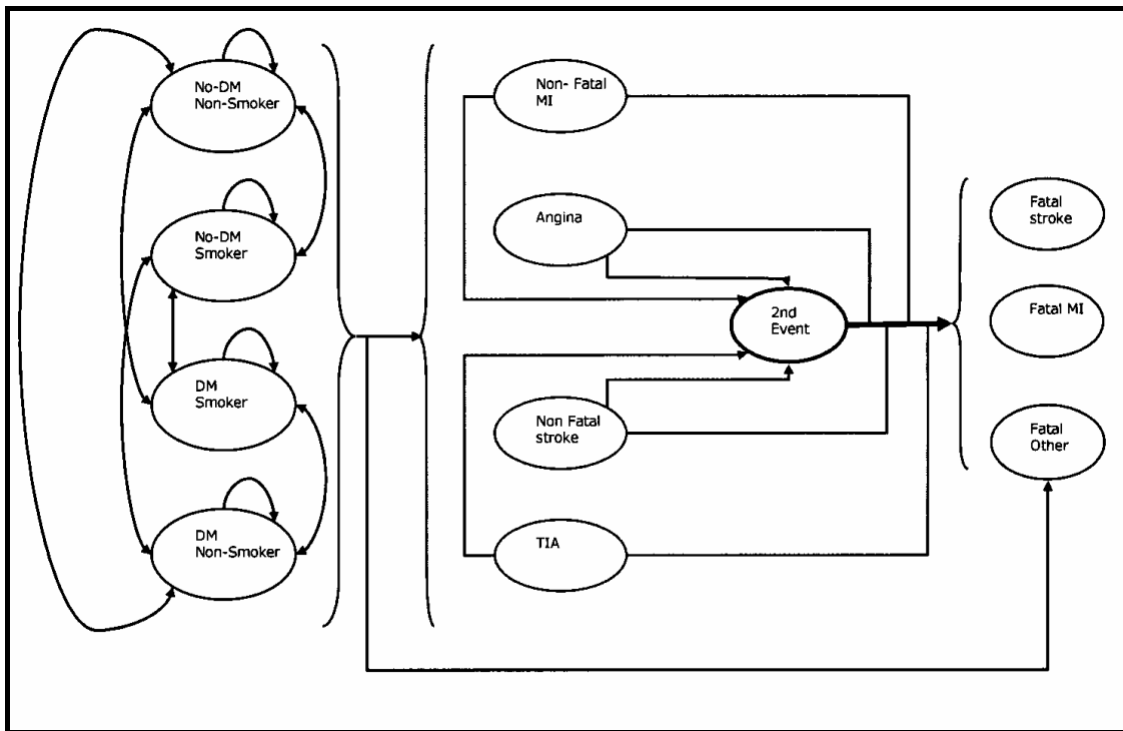 No-DM
Non-Smoker
No-DM
Smoker
DM
Smoker
DM
Non-Smoker
Non- Fatal
MI
Angina
2nd
Event
Non Fatal
stroke
TIA
Fatal
stroke
Fatal MI
Fatal
Other